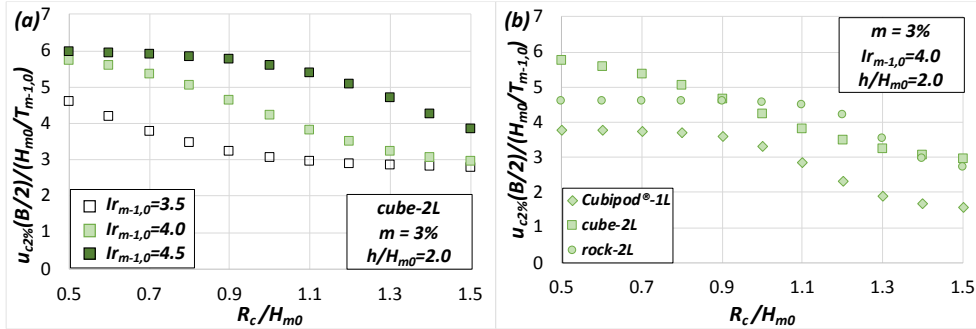 (a)
u_c2%(B/2)/(H_m0/T_m-1,0)
7
6
5
4
3
2
1
0
Ir_m-1,0=3.5
Ir_m-1,0=4.0
Ir_m-1,0=4.5
cube-2L
m = 3%
h/H_m0=2.0
0.5 0.7 0.9 1.1 1.3 1.5
R_c/H_m0
(b)
u_c2%(B/2)/(H_m0/T_m-1,0)
7
6
5
4
3
2
1
0
m = 3%
Ir_m-1,0=4.0
h/H_m0=2.0
Cubipod®-1L
cube-2L
rock-2L
0.5 0.7 0.9 1.1 1.3 1.5
R_c/H_m0